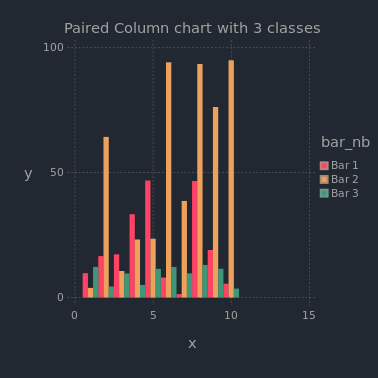 Paired Column chart with 3 classes
100
50
0
y
0 5 10 15
x
bar_nb
Bar 1
Bar 2
Bar 3